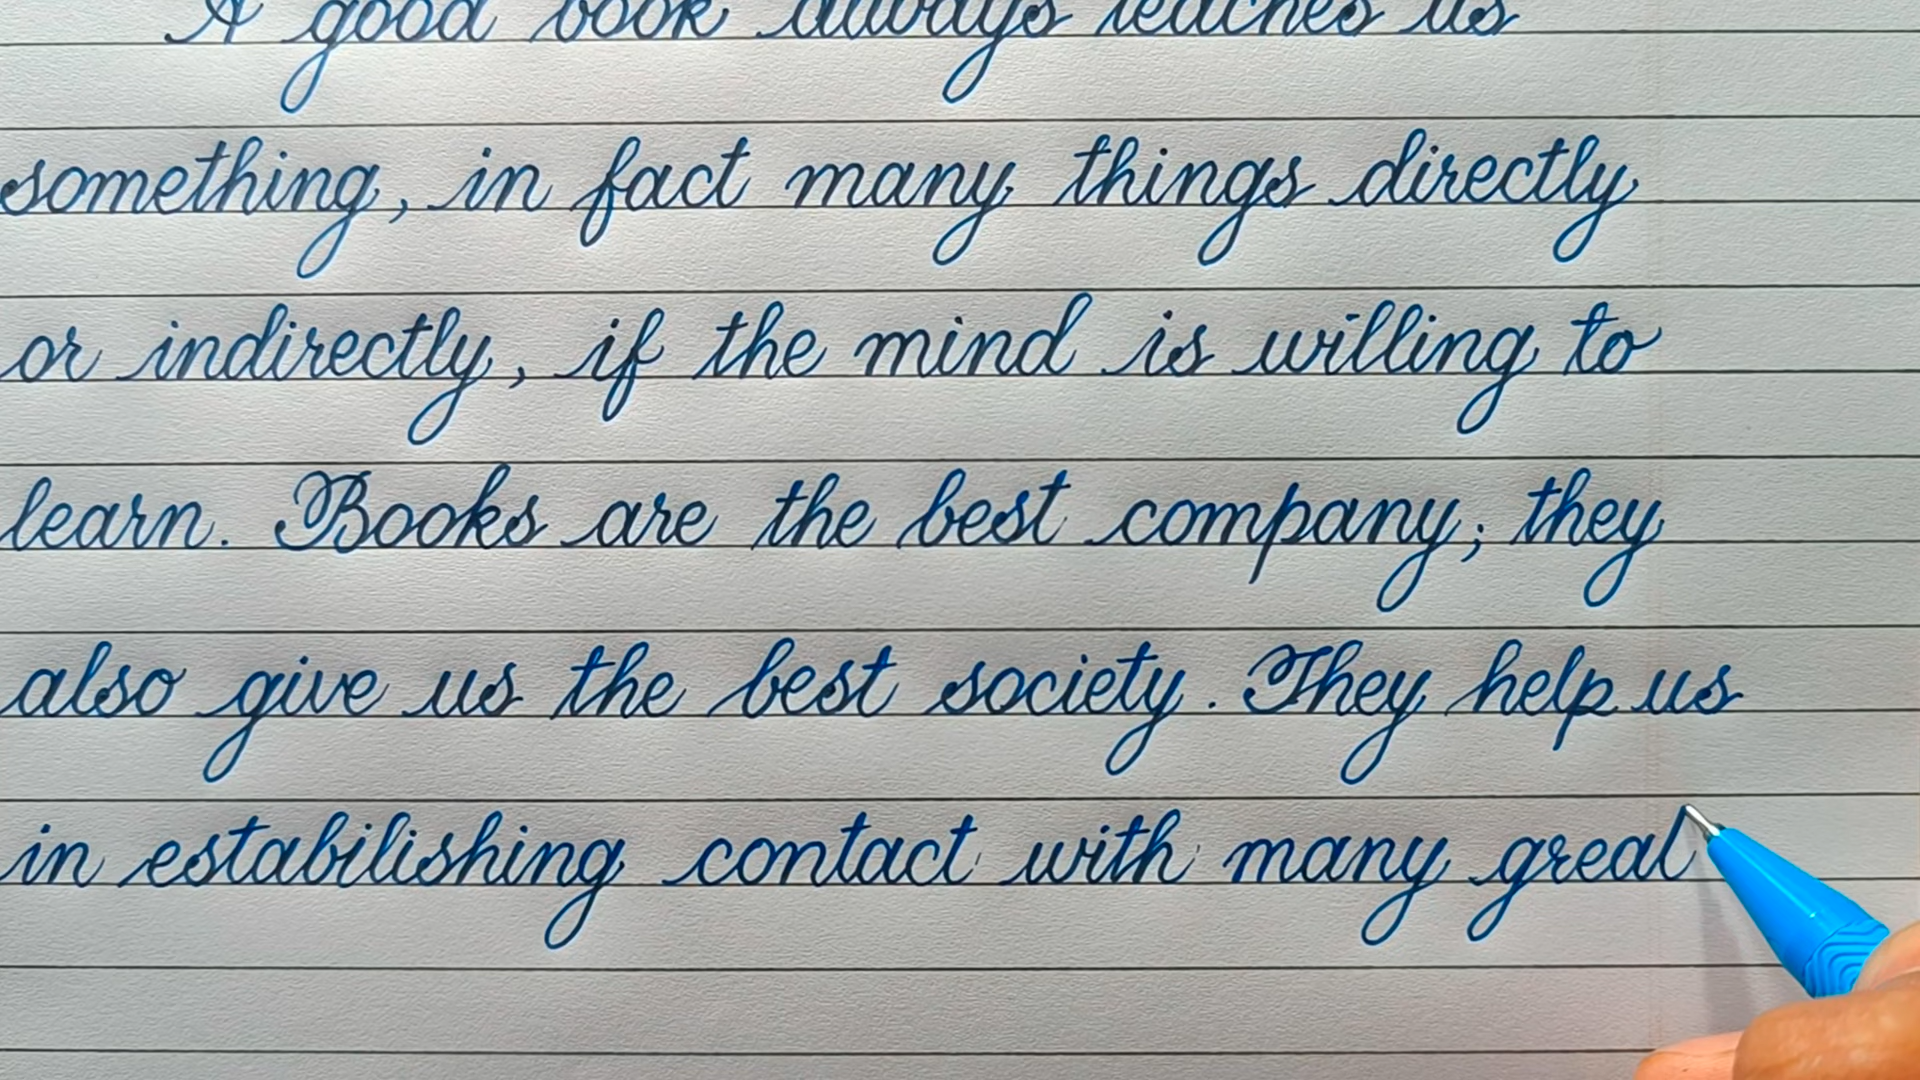 A good book always teaches us
something, in fact many things directly
or indirectly, if the mind is willing to
learn. Books are the best company; they
also give us the best society. They help us
in estabilishing contact with many great